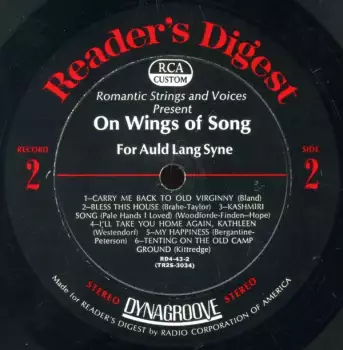 Reader's Digest
RCA
CUSTOM
Romantic Strings and Voices
Present
On Wings of Song
For Auld Lang Syne
RECORD
2
SIDE
2
1—CARRY ME BACK TO OLD VIRGINNY (Bland)
2—BLESS THIS HOUSE (Brahe-Taylor) 3—KASHMIRI
SONG (Pale Hands I Loved) (Woodforde-Finden—Hope)
4—I'LL TAKE YOU HOME AGAIN, KATHLEEN
(Westendorf) 5—MY HAPPINESS (Bergantine-
Peterson) 6—TENTING ON THE OLD CAMP
GROUND (Kittredge)
RD4-43-2
(TR2S-3034)
STEREO DYNAGROOVE STEREO
Made for READER'S DIGEST by RADIO CORPORATION OF AMERICA